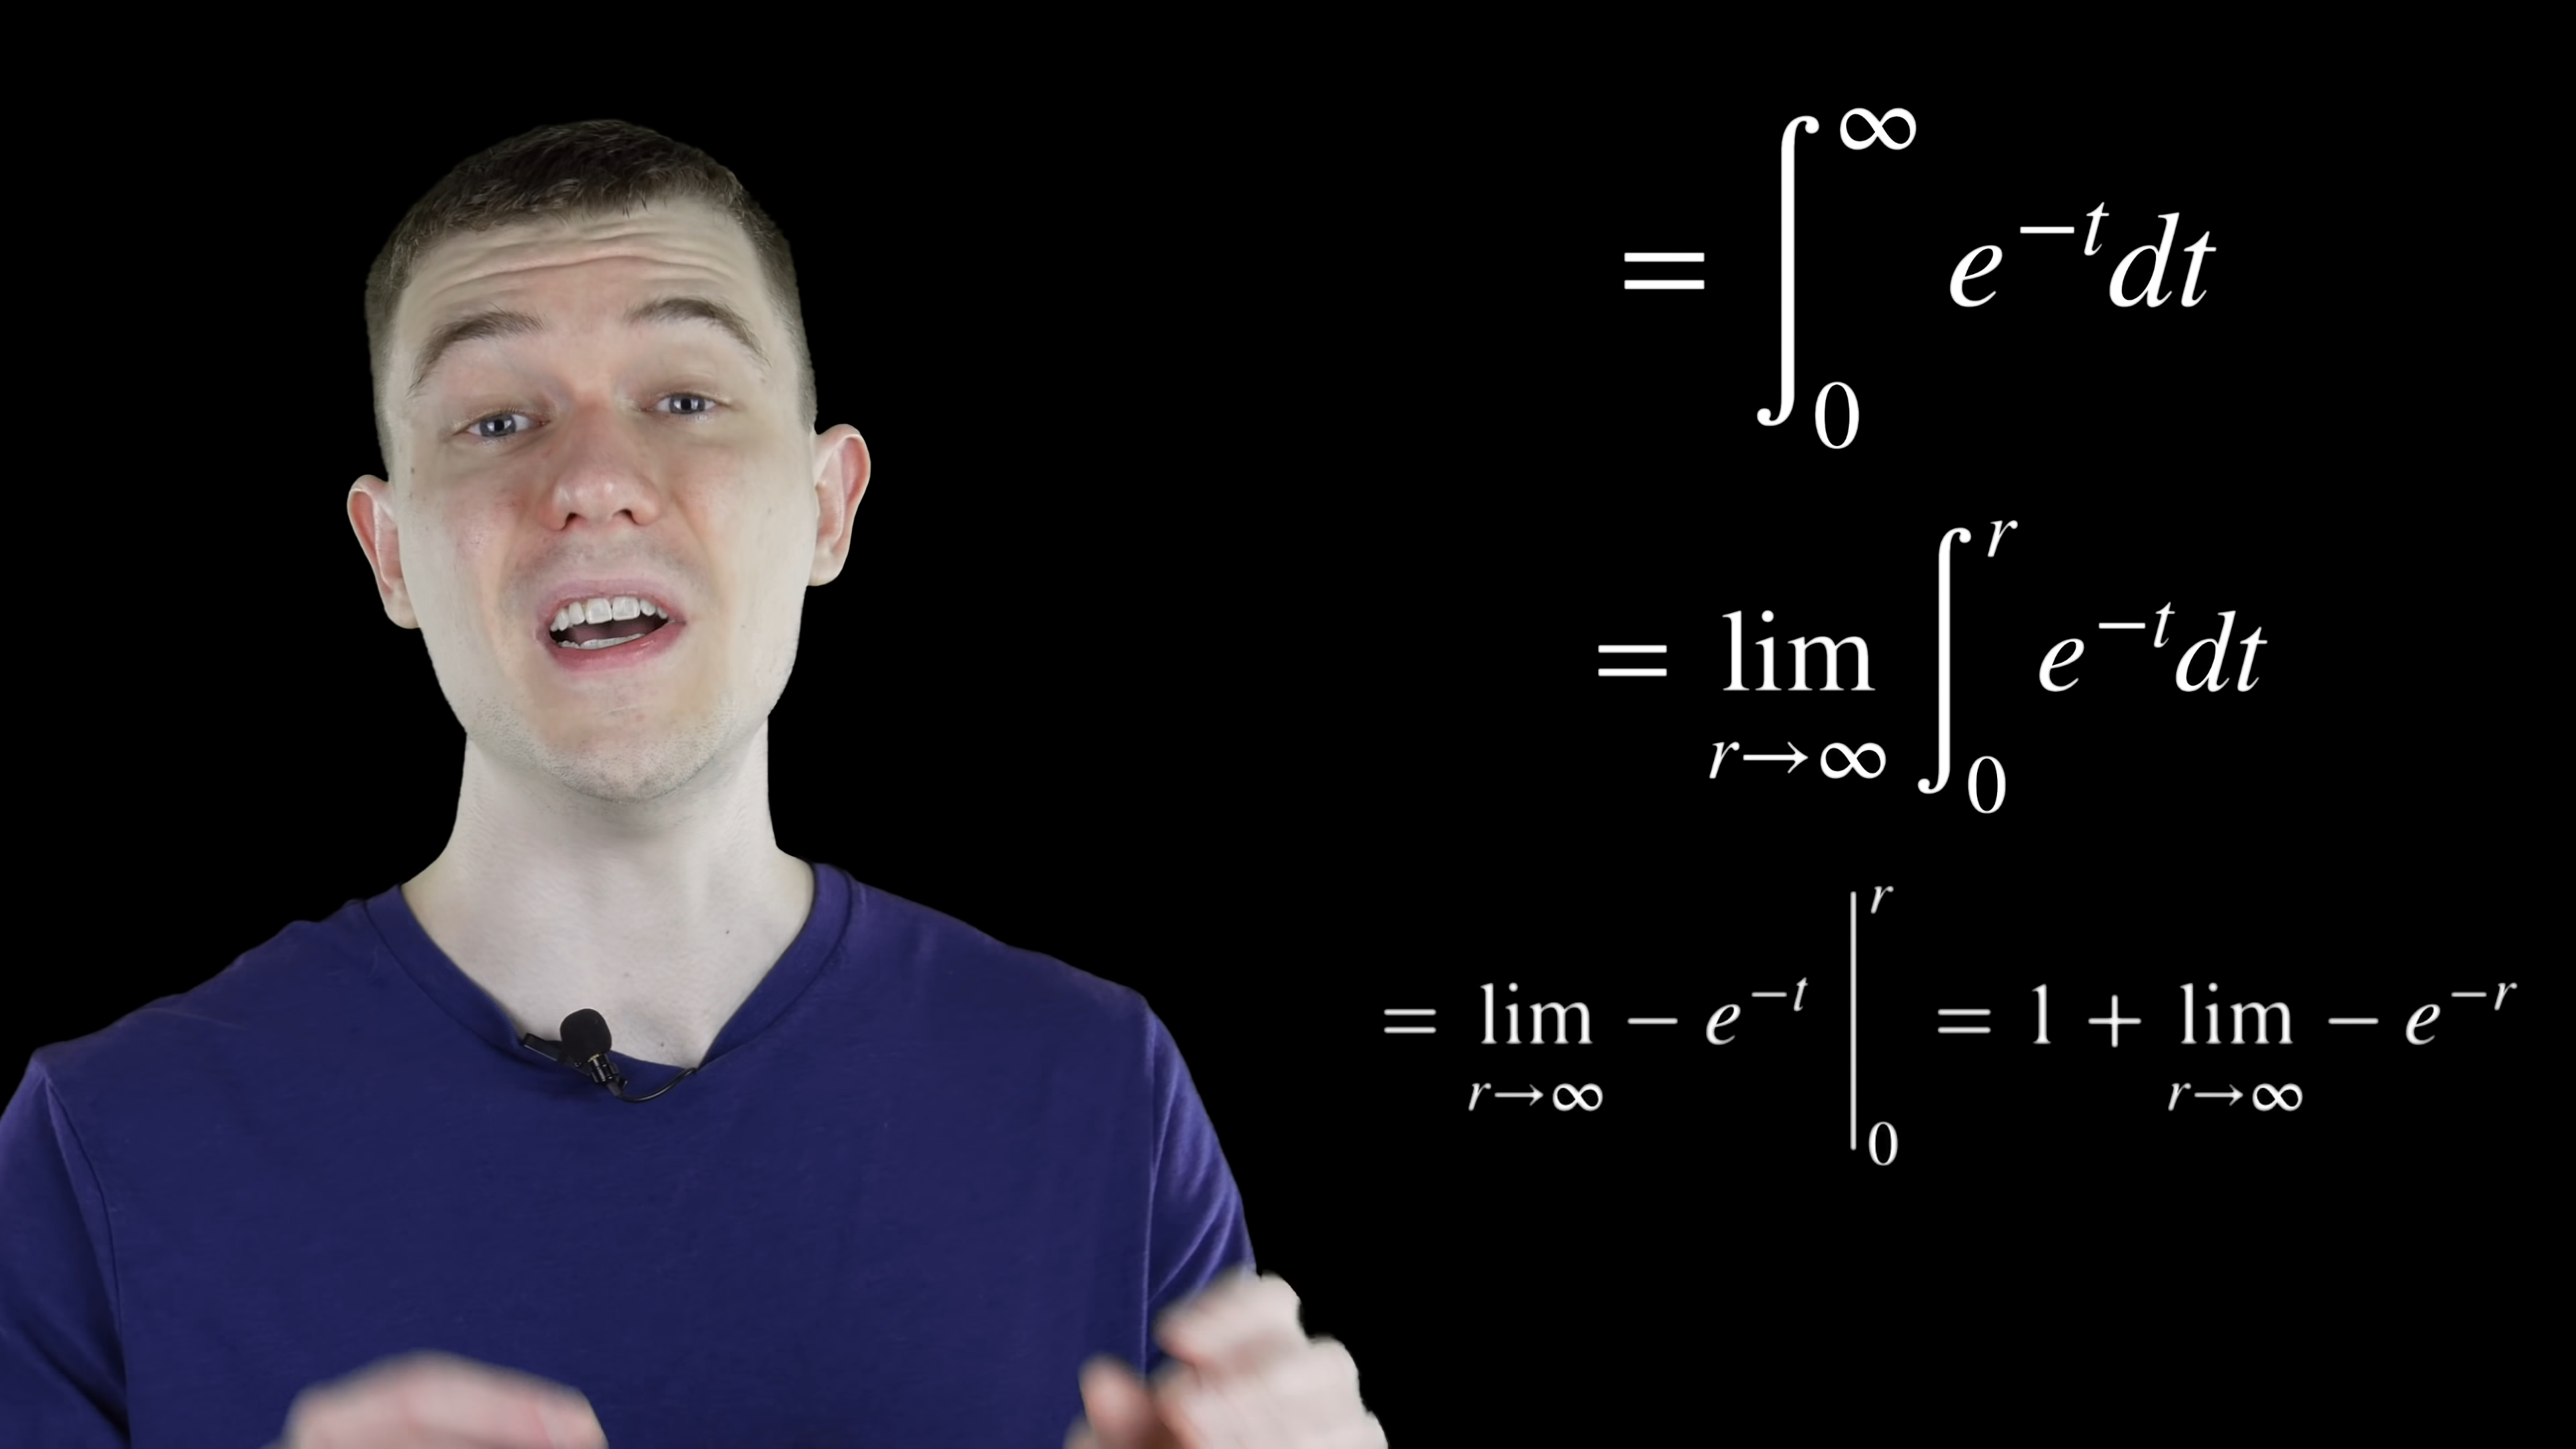 = ∫₀^∞ e^{−t} dt
= lim_{r→∞} ∫₀^r e^{−t} dt
= lim_{r→∞} − e^{−t} |₀^r = 1 + lim_{r→∞} − e^{−r}